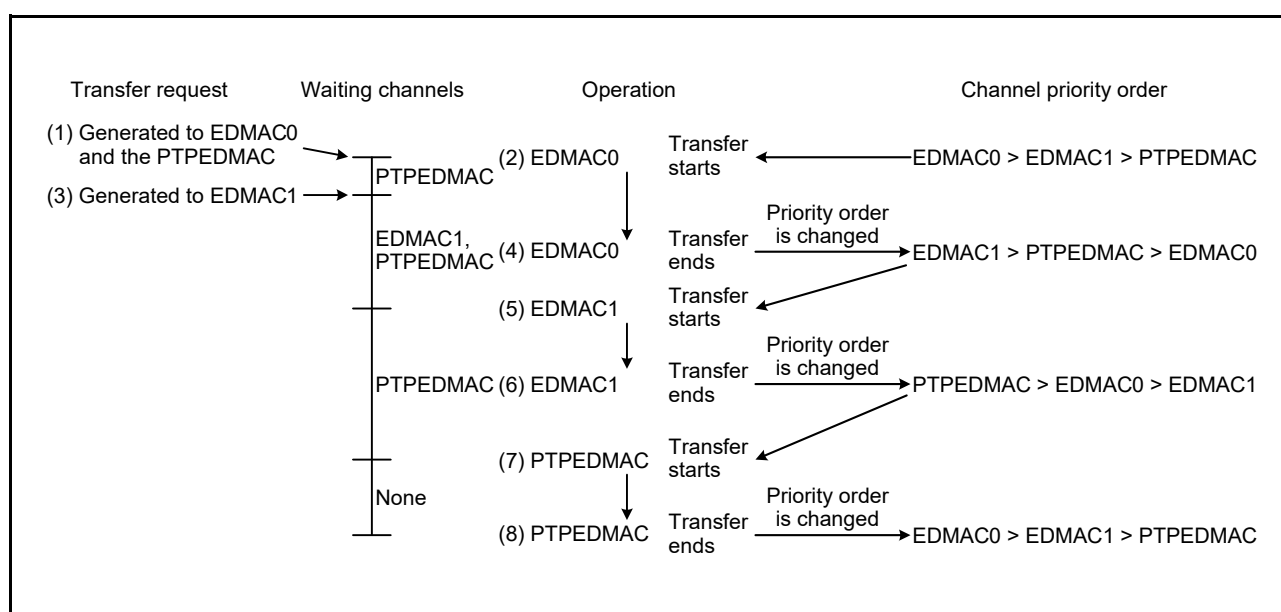 Transfer request Waiting channels Operation Channel priority order
(1) Generated to EDMAC0
and the PTPEDMAC
PTPEDMAC
(2) EDMAC0
Transfer
starts
EDMAC0 > EDMAC1 > PTPEDMAC
(3) Generated to EDMAC1
EDMAC1,
PTPEDMAC
(4) EDMAC0
Transfer
ends
Priority order
is changed
EDMAC1 > PTPEDMAC > EDMAC0
(5) EDMAC1
Transfer
starts
PTPEDMAC
(6) EDMAC1
Transfer
ends
Priority order
is changed
PTPEDMAC > EDMAC0 > EDMAC1
(7) PTPEDMAC
Transfer
starts
None
(8) PTPEDMAC
Transfer
ends
Priority order
is changed
EDMAC0 > EDMAC1 > PTPEDMAC